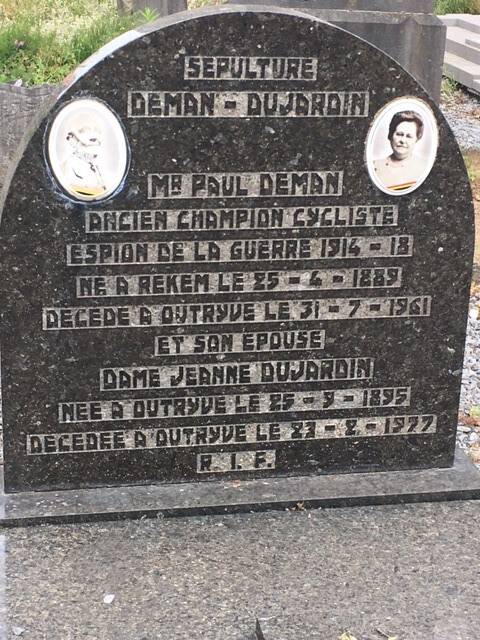 SEPULTURE
DEMAN - DUJARDIN
MR PAUL DEMAN
ANCIEN CHAMPION CYCLISTE
ESPION DE LA GUERRE 1914 - 18
NE A REKEM LE 25 - 4 - 1889
DECEDE A OUTRYVE LE 31 - 7 - 1961
ET SON EPOUSE
DAME JEANNE DUJARDIN
NEE A OUTRYVE LE 25 - 9 - 1895
DECEDEE A OUTRYVE LE 23 - 2 - 1977
R. I. F.